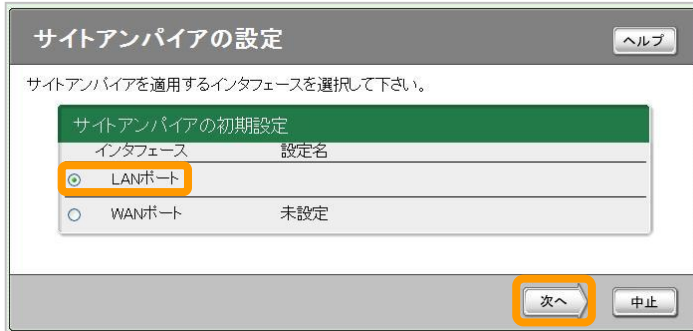 サイトアンパイアの設定
ヘルプ
サイトアンパイアを適用するインタフェースを選択して下さい。
サイトアンパイアの初期設定
インタフェース 設定名
LANポート
WANポート 未設定
次へ 中止